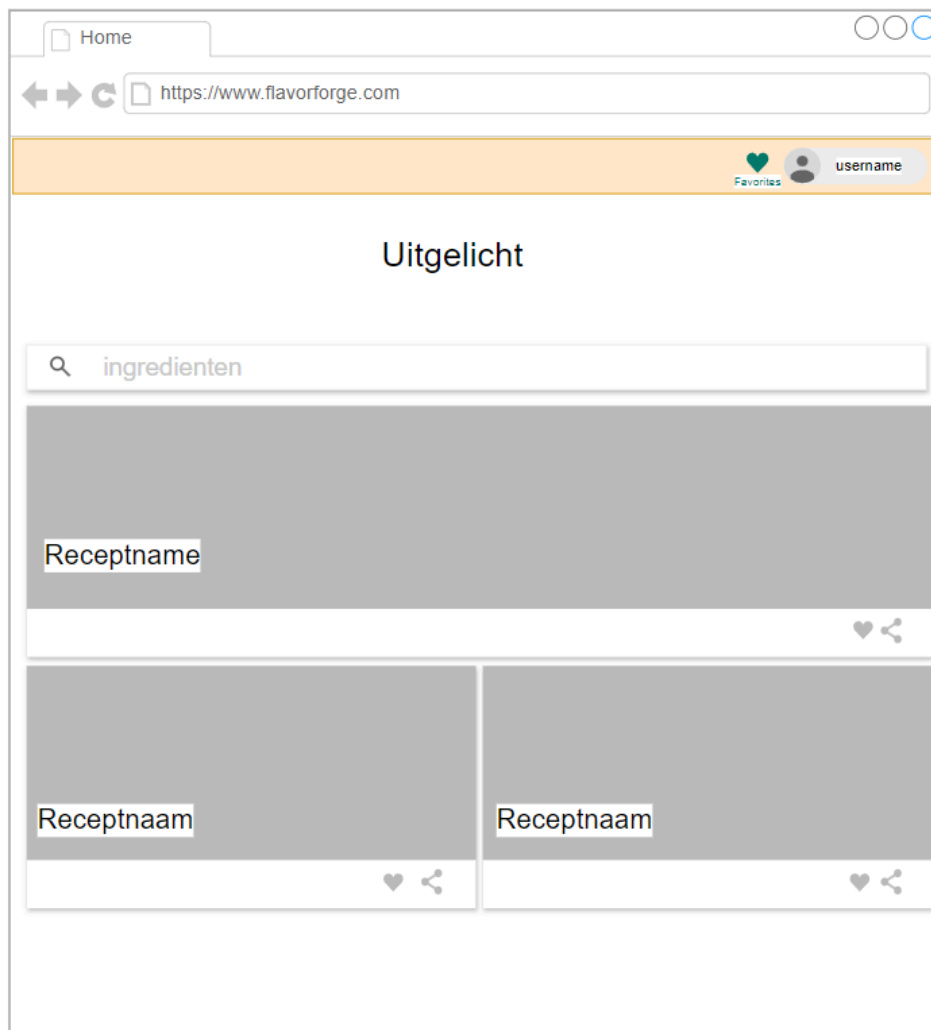 Home
https://www.flavorforge.com
Favorites
username
Uitgelicht
ingredienten
Receptname
Receptnaam
Receptnaam